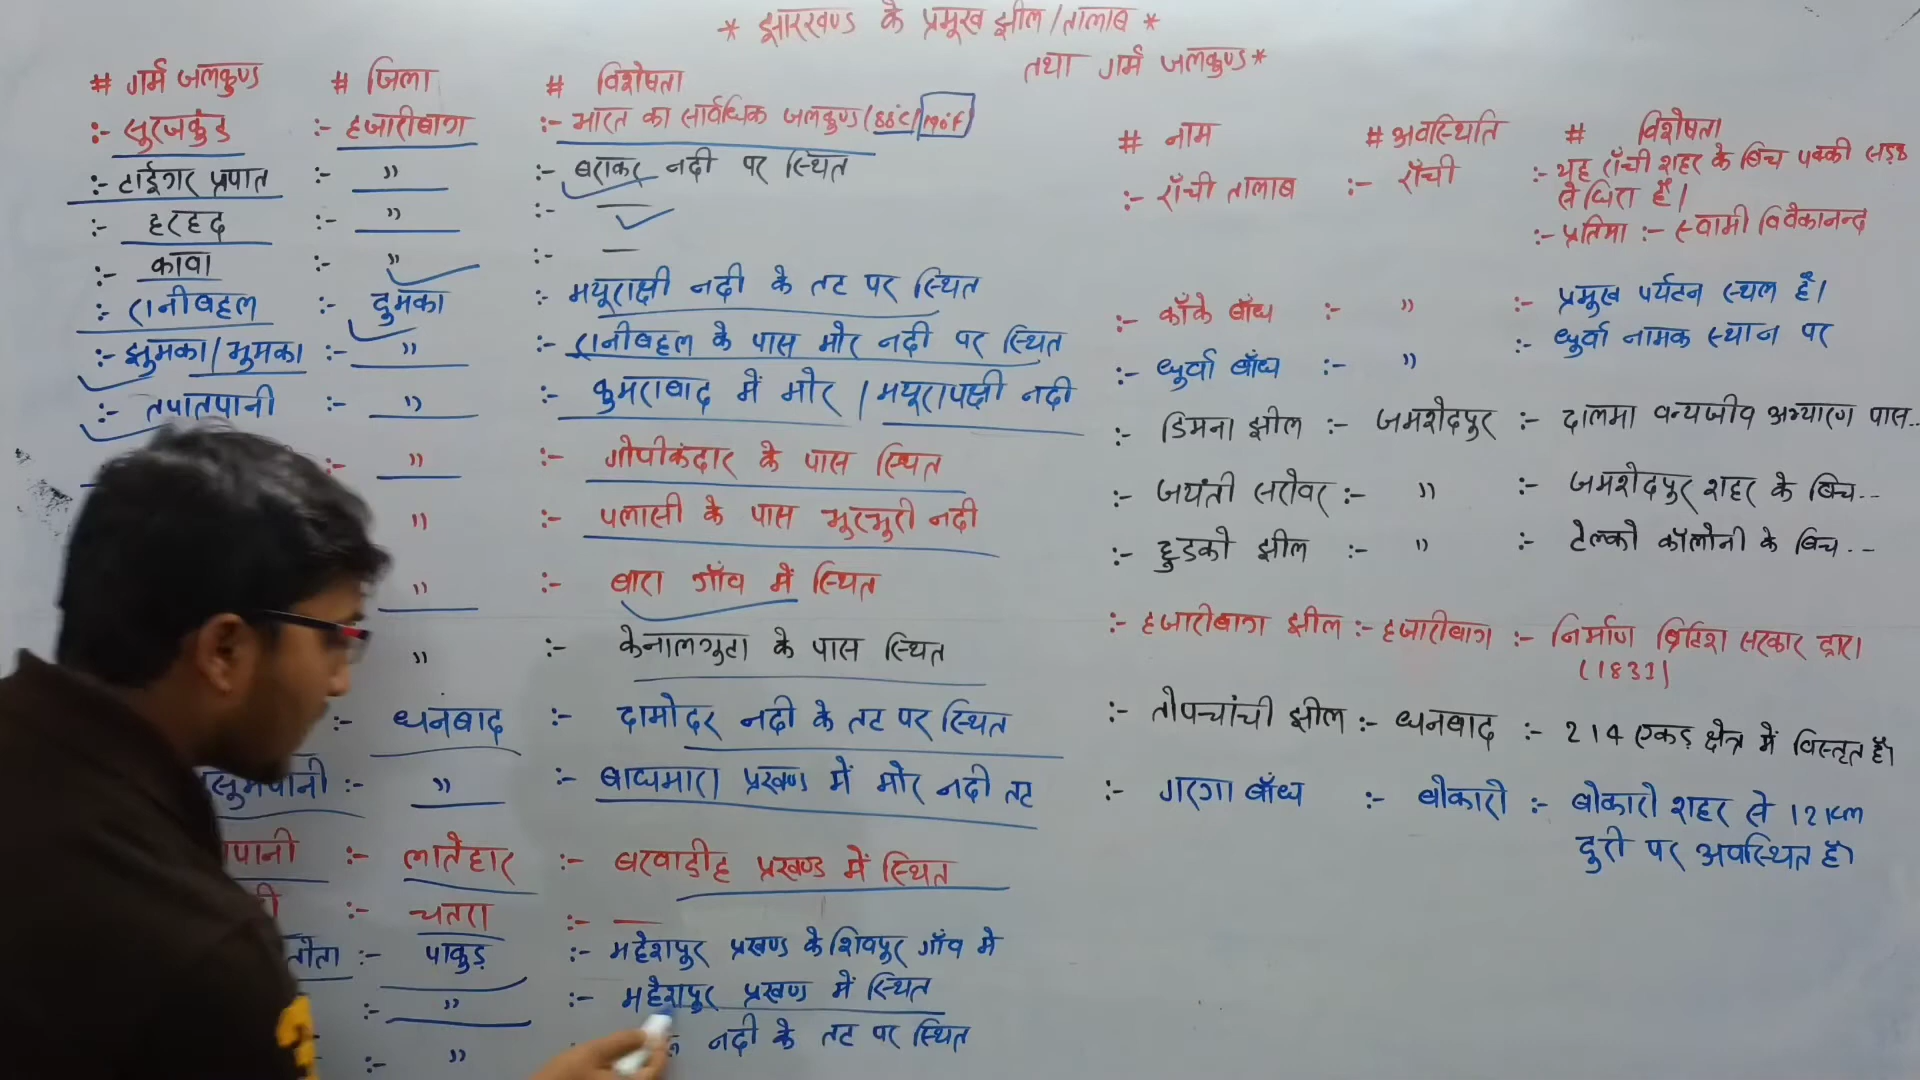 * झारखण्ड के प्रमुख झील/तालाब *
तथा गर्म जलकुण्ड *
# गर्म जलकुण्ड # जिला # विशेषता
:- सुरजकुंड :- हजारीबाग :- भारत का सार्वधिक जलकुण्ड (88°C/190°F)
:- टाईगर प्रपात :- " :- बराकर नदी पर स्थित
:- हरहद :- " :- —
:- कावा :- " :- —
:- रानीबहल :- दुमका :- मयूराक्षी नदी के तट पर स्थित
:- झुमका/भुमका :- " :- रानीबहल के पास मोर नदी पर स्थित
:- तपातपानी :- " :- कुमराबाद में मोर / मयूरापक्षी नदी
:- " :- गोपीकंदार के पास स्थित
" :- पलासी के पास भुरभुरी नदी
" :- बारा गाँव में स्थित
" :- केनालगुटा के पास स्थित
:- धनबाद :- दामोदर नदी के तट पर स्थित
सुमपानी :- " :- बाघमारा प्रखण्ड में मोर नदी तट
पानी :- लातेहार :- बरवाडीह प्रखण्ड में स्थित
:- चतरा :- —
:- पाकुड़ :- महेशपुर प्रखण्ड के शिवपुर गाँव मे
:- " :- महेशपुर प्रखण्ड में स्थित
:- " नदी के तट पर स्थित
# नाम # अवस्थिति # विशेषता
:- राँची तालाब :- राँची :- यह राँची शहर के बिच पक्की सड़क
से घिरा है।
:- प्रतिमा :- स्वामी विवेकानन्द
:- काँके बाँध :- " :- प्रमुख पर्यटन स्थल है।
:- धुर्वा बाँध :- " :- धुर्वा नामक स्थान पर
:- डिमना झील :- जमशेदपुर :- दालमा वन्यजीव अभ्यारण पास..
:- जयंती सरोवर :- " :- जमशेदपुर शहर के बिच..
:- हुडको झील :- " :- टेल्को कॉलोनी के बिच..
:- हजारीबाग झील :- हजारीबाग :- निर्माण ब्रिटिश सरकार द्वारा
(1831)
:- तोपचांची झील :- धनबाद :- 214 एकड़ क्षेत्र में विस्तृत है।
:- गरगा बाँध :- बोकारो :- बोकारो शहर से 12 Km
दुरी पर अवस्थित है।